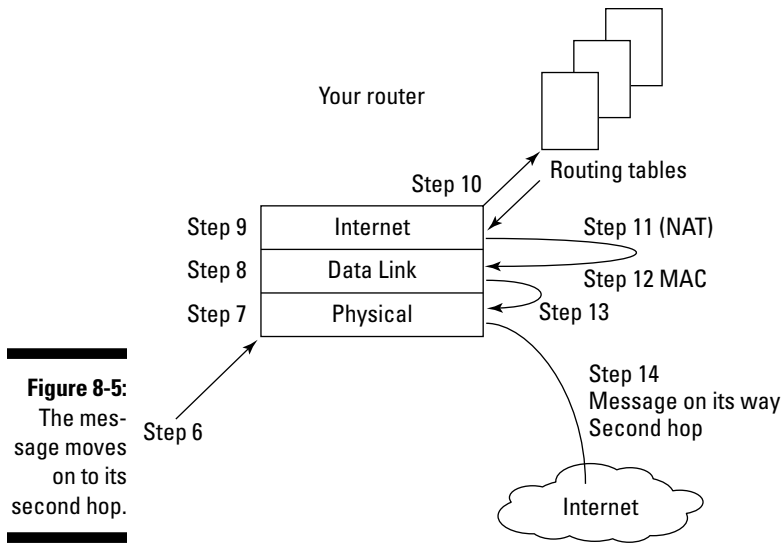 Your router
Routing tables
Step 10
Step 9
Internet
Step 11 (NAT)
Step 8
Data Link
Step 12 MAC
Step 7
Physical
Step 13
Step 14
Message on its way
Second hop
Figure 8-5:
The mes-
sage moves
on to its
second hop.
Step 6
Internet